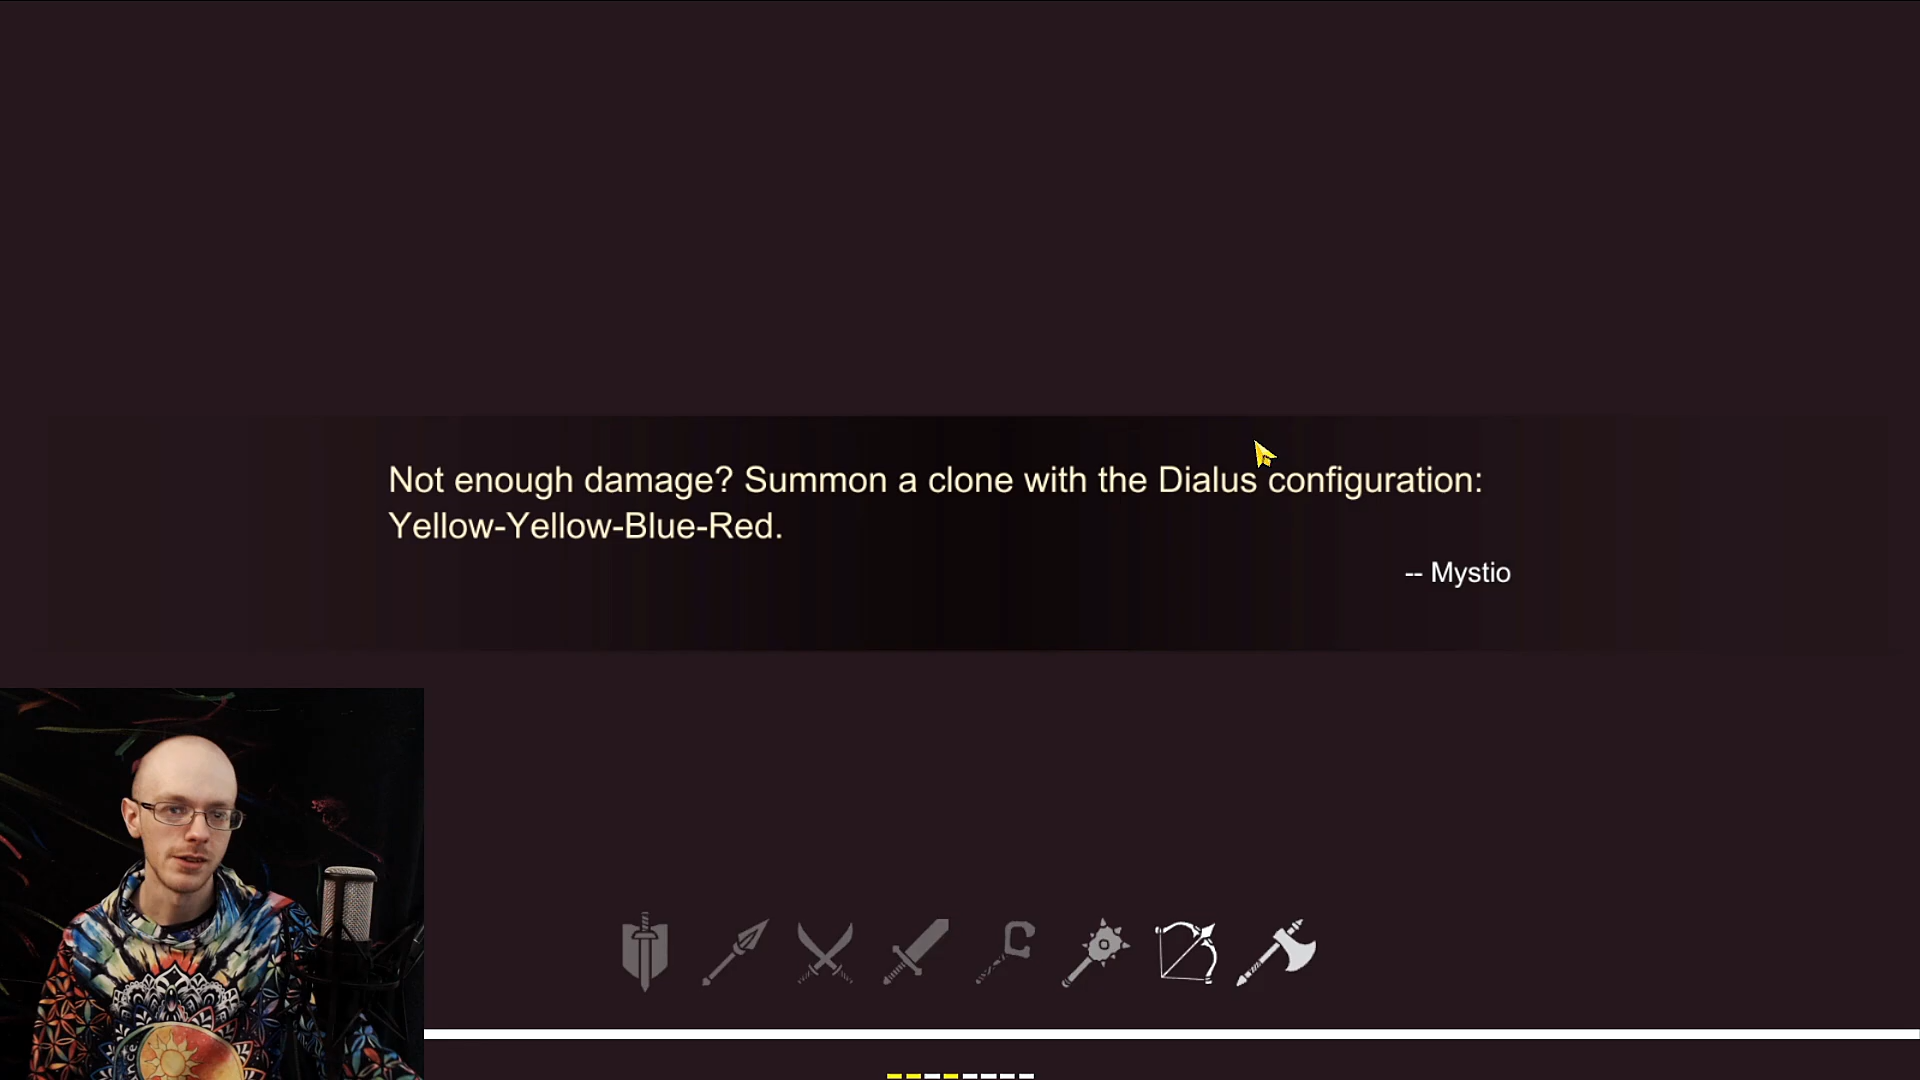 Not enough damage? Summon a clone with the Dialus configuration:
Yellow-Yellow-Blue-Red.
-- Mystio